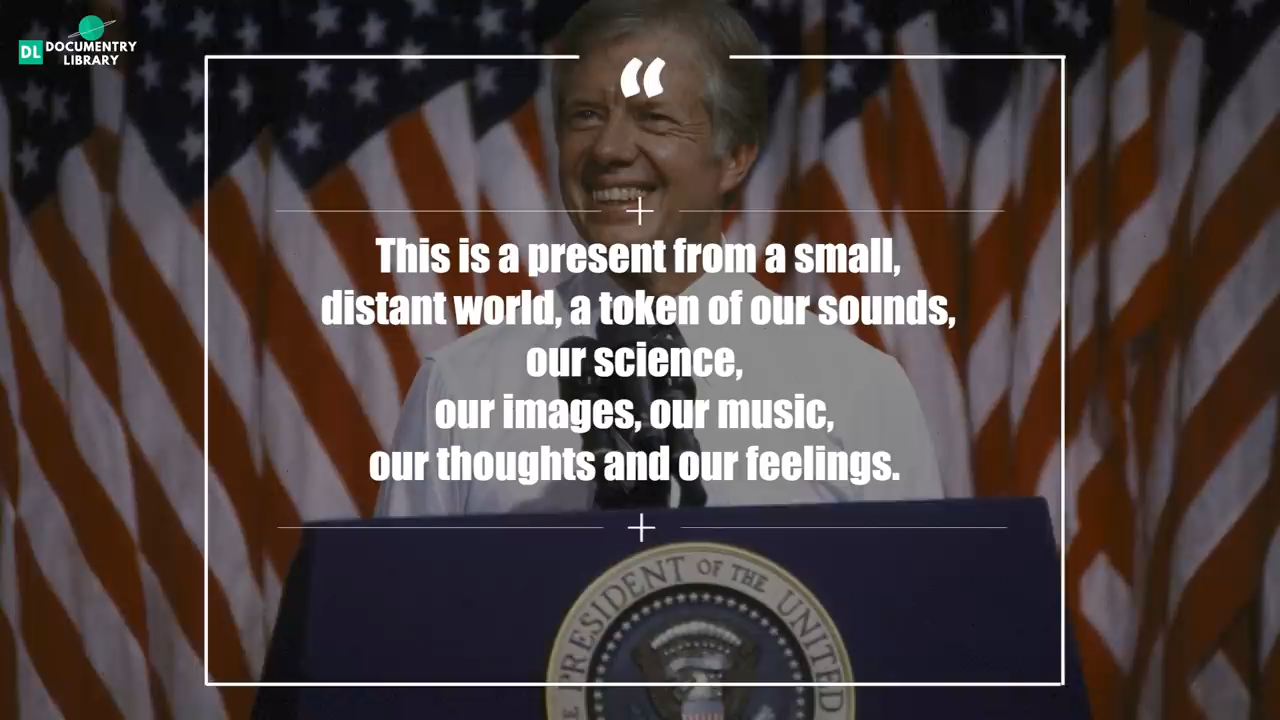 DL DOCUMENTRY
LIBRARY
“
This is a present from a small,
distant world, a token of our sounds,
our science,
our images, our music,
our thoughts and our feelings.
PRESIDENT OF THE UNITED